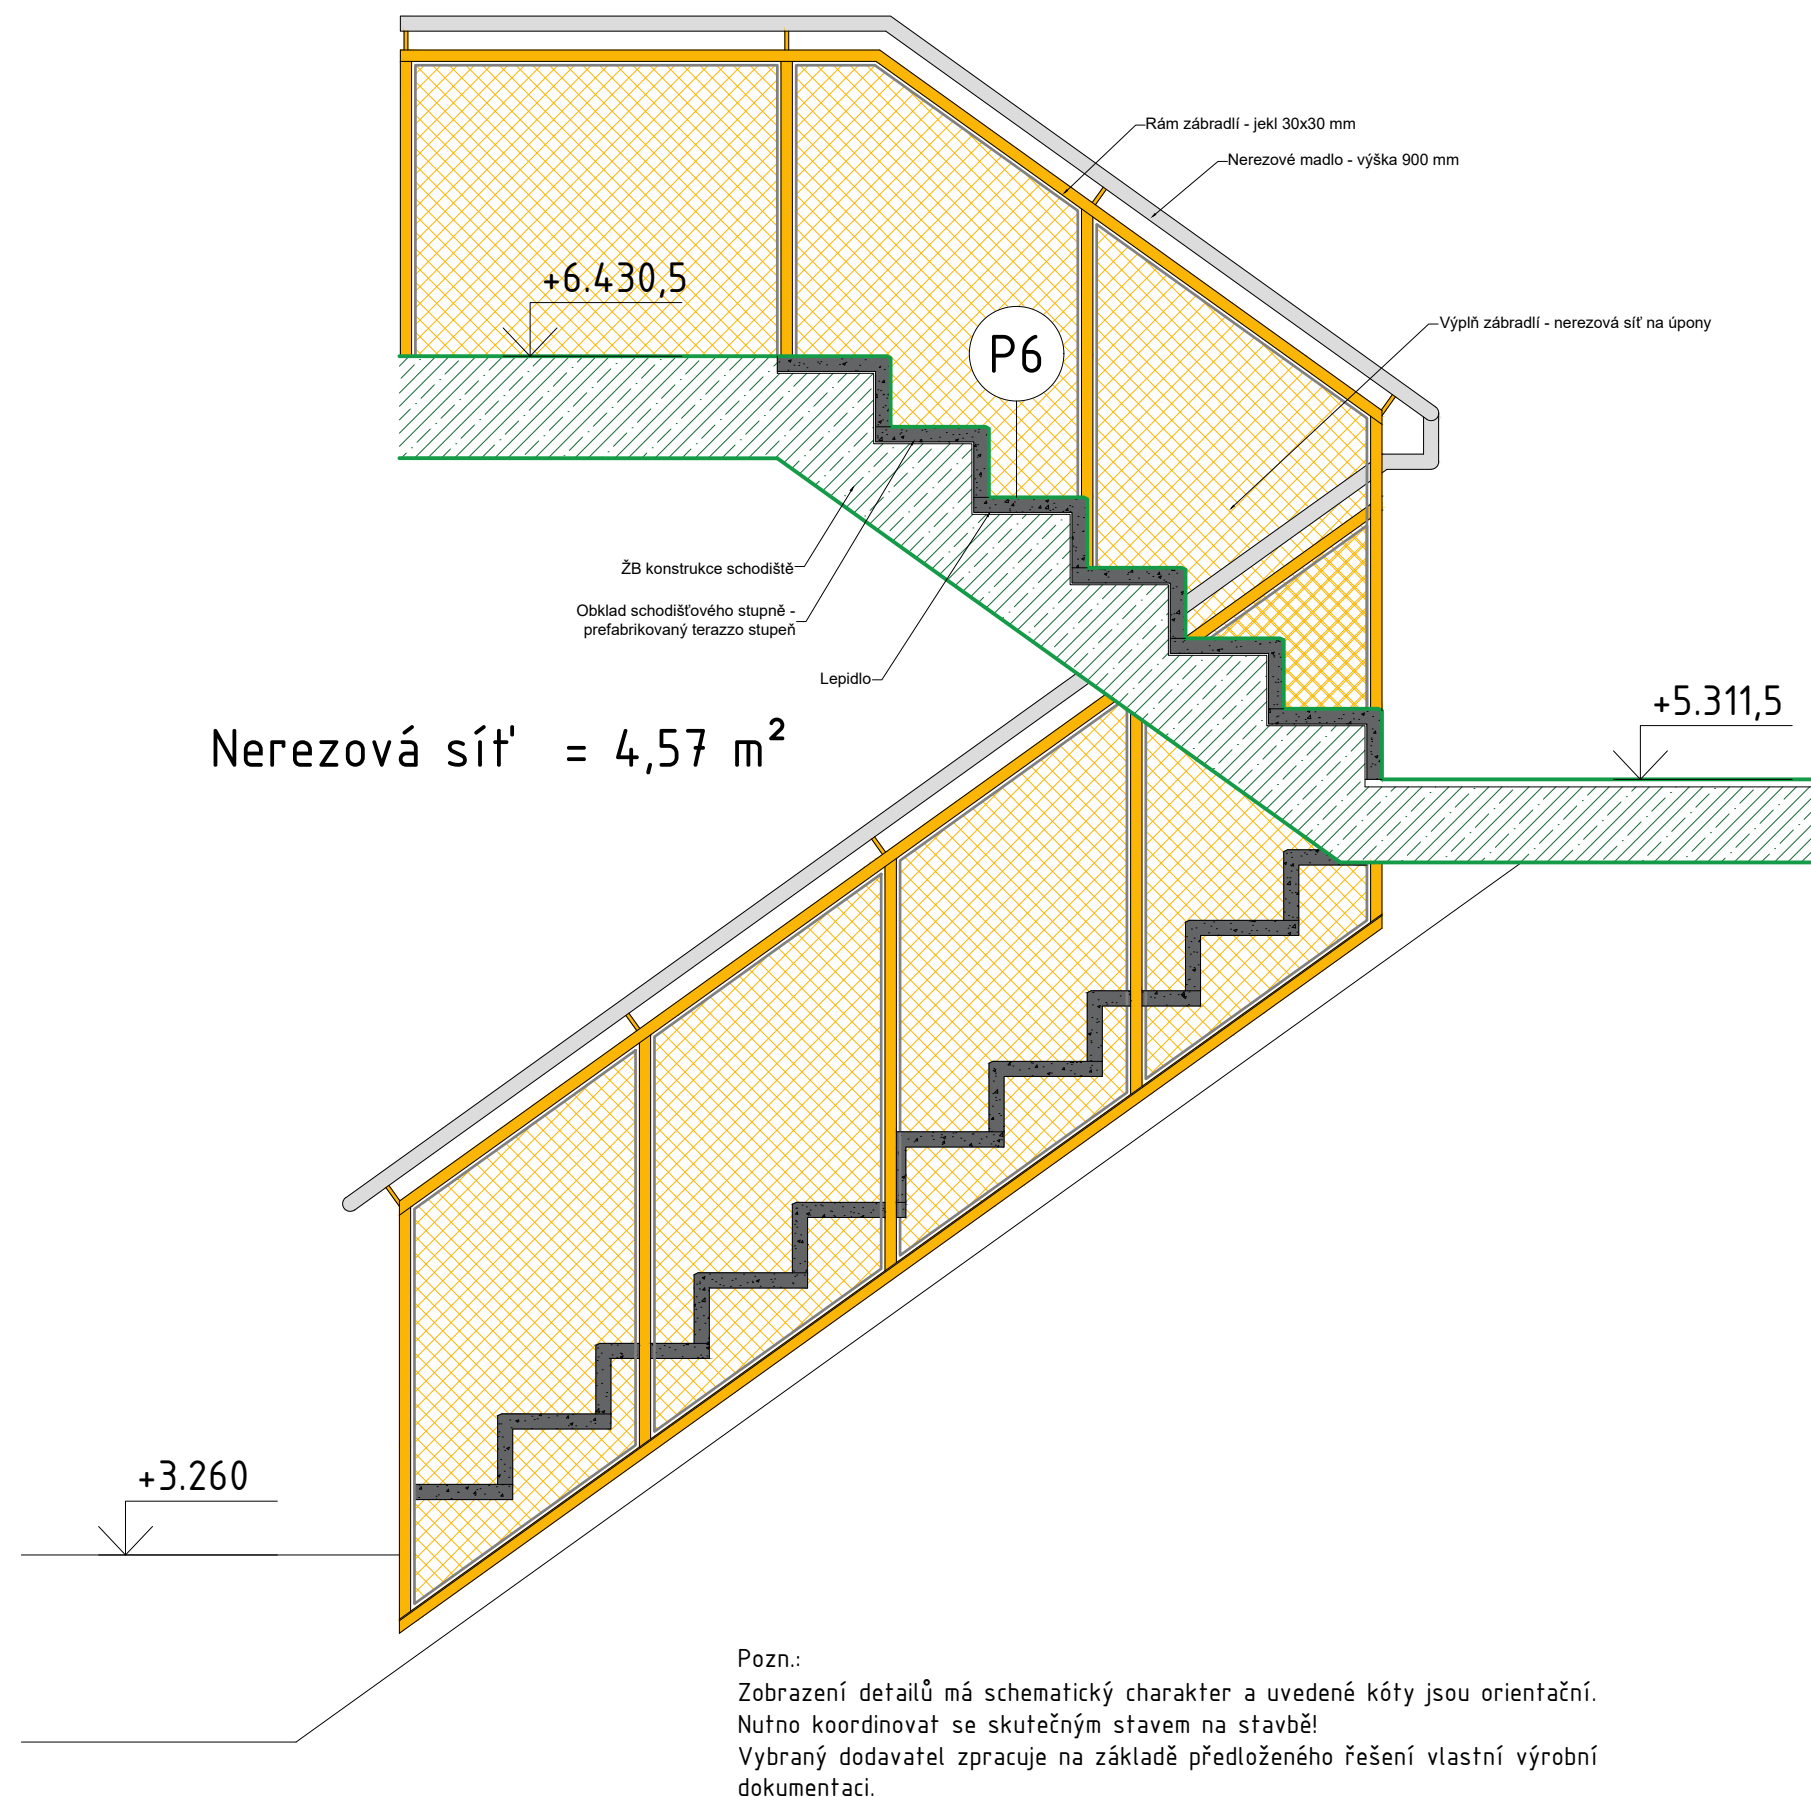 Rám zábradlí - jekl 30x30 mm
Nerezové madlo - výška 900 mm
+6.430,5
Výplň zábradlí - nerezová síť na úpony
P6
ŽB konstrukce schodiště
Obklad schodišťového stupně -
prefabrikovaný terazzo stupeň
Lepidlo
+5.311,5
Nerezová síť = 4,57 m²
+3.260
Pozn.:
Zobrazení detailů má schematický charakter a uvedené kóty jsou orientační.
Nutno koordinovat se skutečným stavem na stavbě!
Vybraný dodavatel zpracuje na základě předloženého řešení vlastní výrobní
dokumentaci.